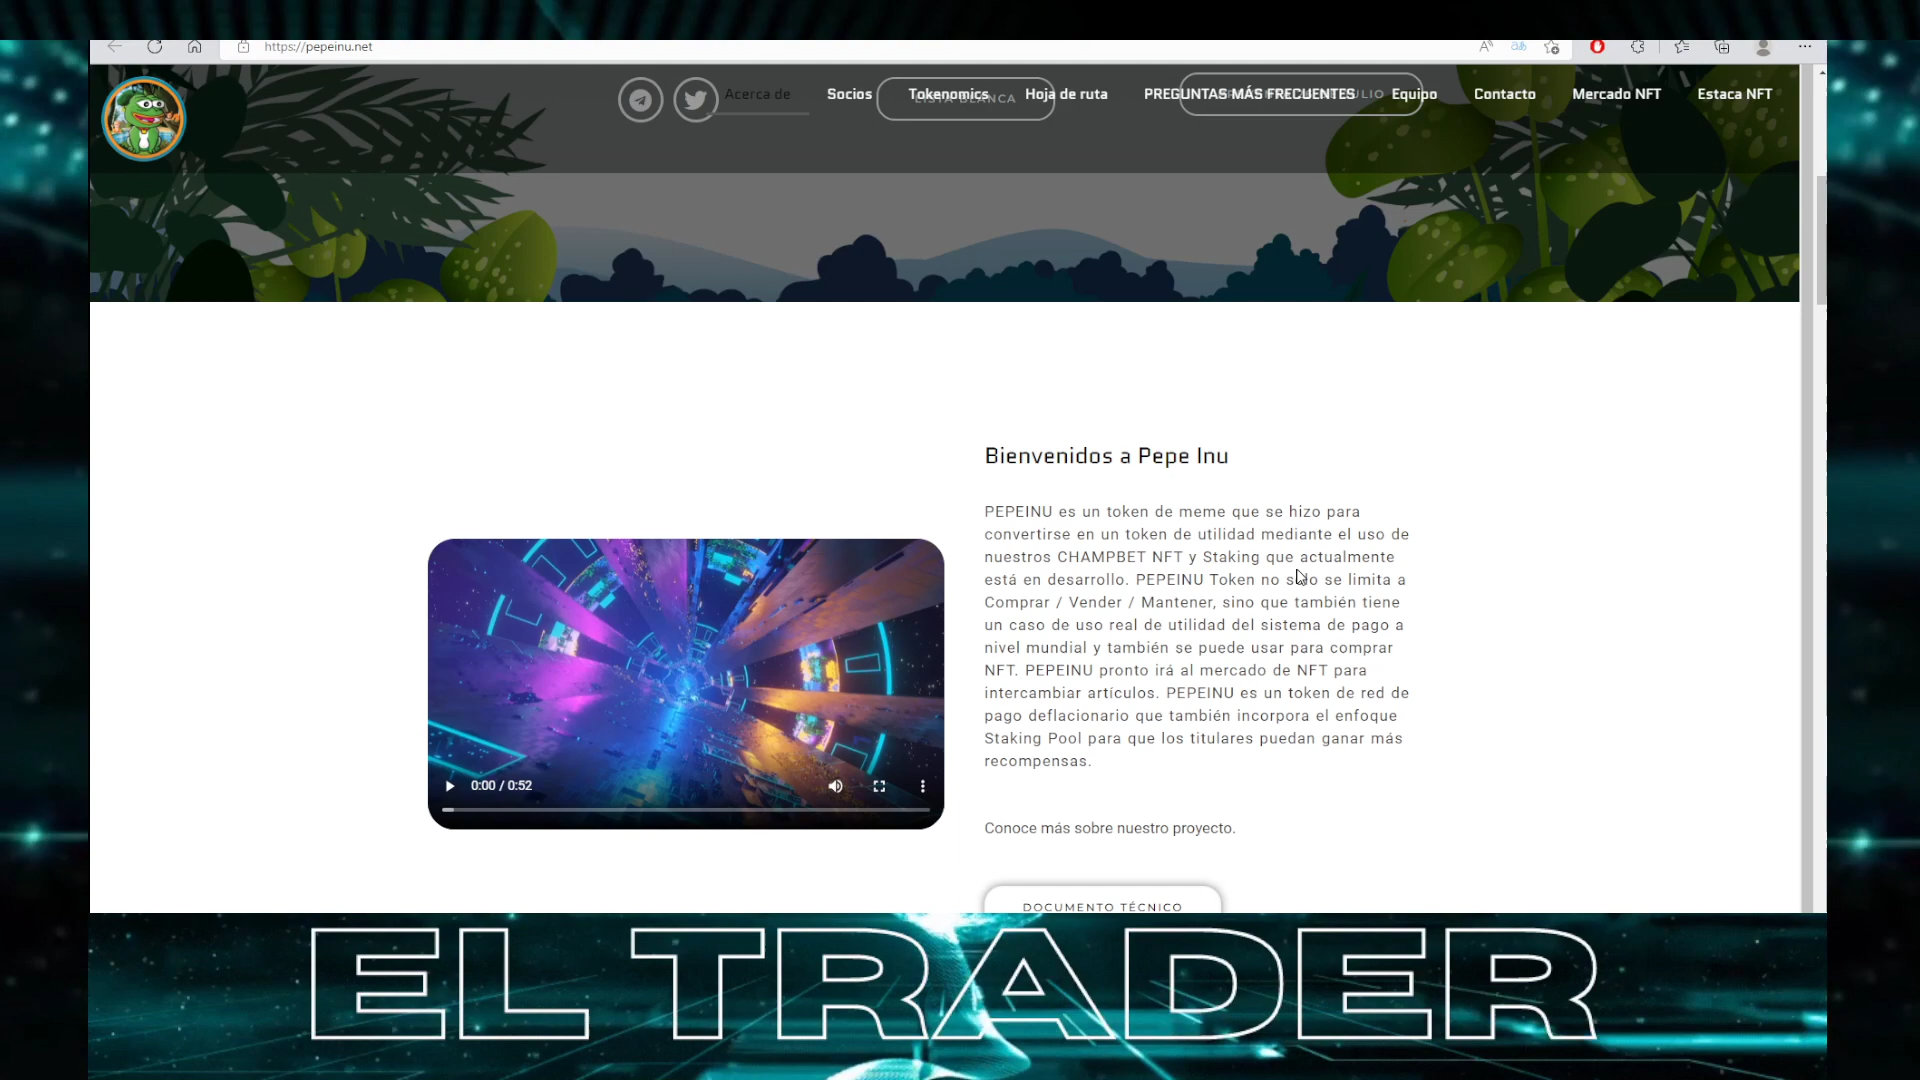 https://pepeinu.net
Acerca de
Socios
Tokenomics
LISTA BLANCA
Hoja de ruta
PREGUNTAS MÁS FRECUENTES
Equipo
Contacto
Mercado NFT
Estaca NFT
Bienvenidos a Pepe Inu
PEPEINU es un token de meme que se hizo para
convertirse en un token de utilidad mediante el uso de
nuestros CHAMPBET NFT y Staking que actualmente
está en desarrollo. PEPEINU Token no solo se limita a
Comprar / Vender / Mantener, sino que también tiene
un caso de uso real de utilidad del sistema de pago a
nivel mundial y también se puede usar para comprar
NFT. PEPEINU pronto irá al mercado de NFT para
intercambiar artículos. PEPEINU es un token de red de
pago deflacionario que también incorpora el enfoque
Staking Pool para que los titulares puedan ganar más
recompensas.
0:00 / 0:52
Conoce más sobre nuestro proyecto.
DOCUMENTO TÉCNICO
EL TRADER